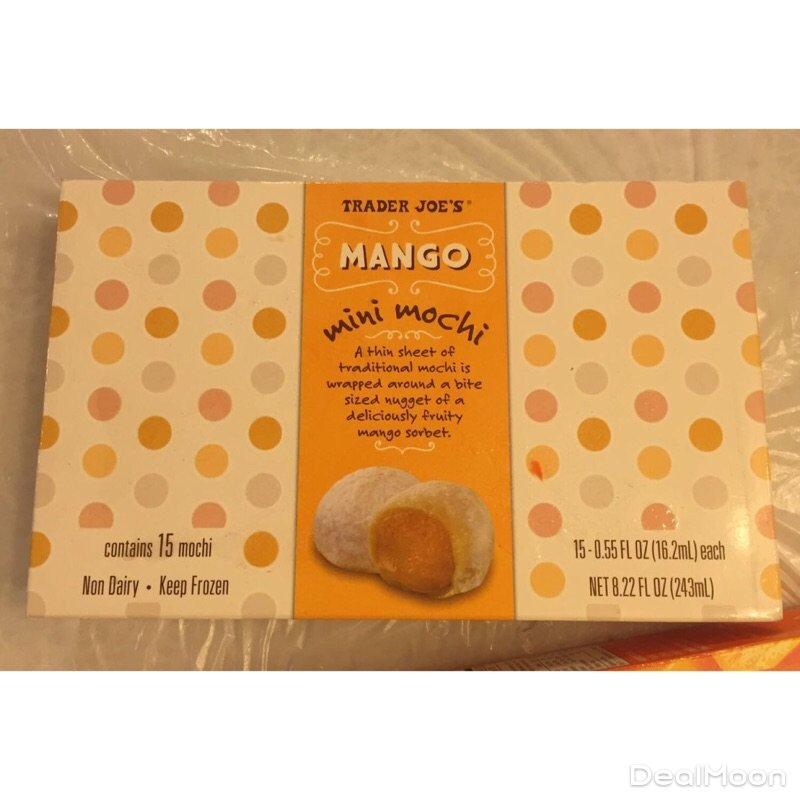 TRADER JOE'S®
MANGO
mini mochi
A thin sheet of
traditional mochi is
wrapped around a bite
sized nugget of a
deliciously fruity
mango sorbet.
contains 15 mochi
Non Dairy • Keep Frozen
15 - 0.55 FL OZ (16.2mL) each
NET 8.22 FL OZ (243mL)
DealMoon